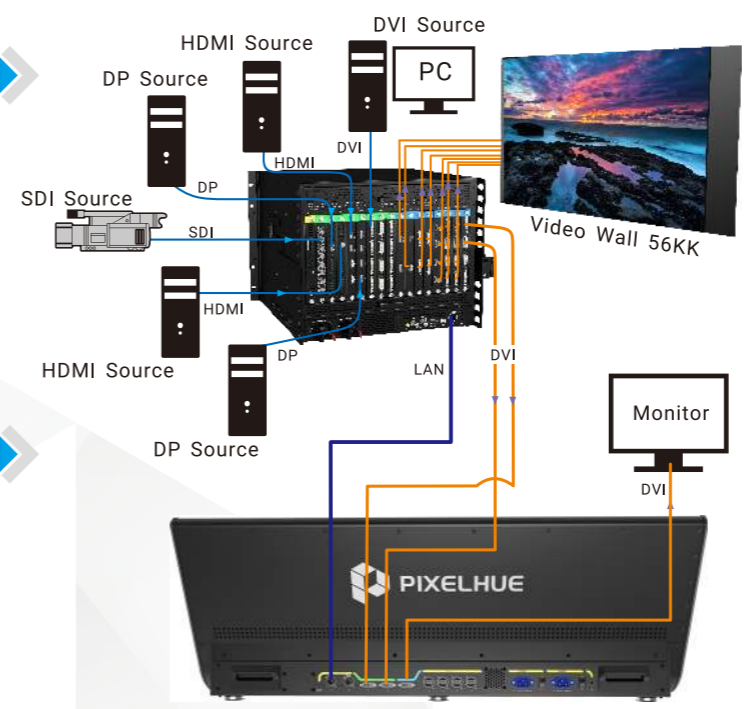 DVI Source
HDMI Source
PC
DP Source
DVI
HDMI
DP
SDI Source
SDI
Video Wall 56KK
HDMI
DP
HDMI Source
LAN
DVI
DP Source
Monitor
DVI
PIXELHUE